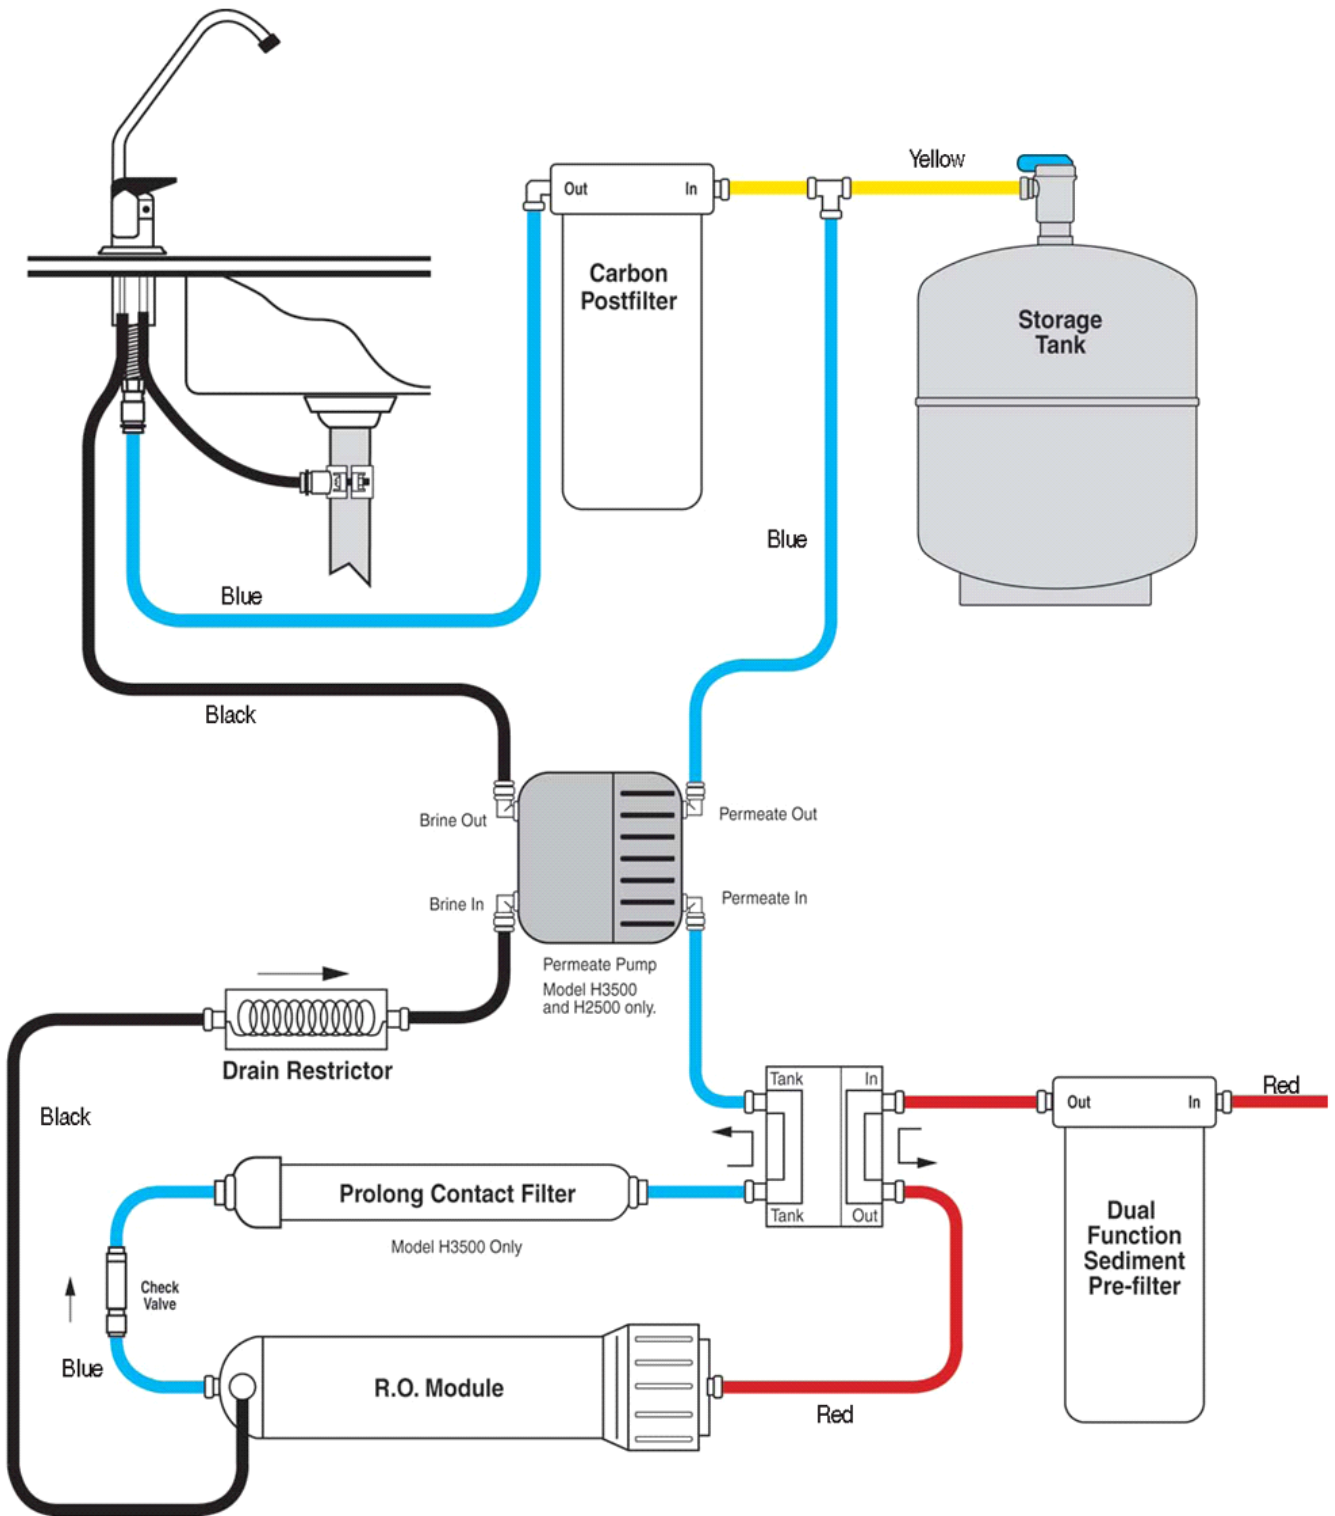 Yellow
Out
In
Carbon
Postfilter
Storage
Tank
Blue
Blue
Black
Brine Out
Permeate Out
Brine In
Permeate In
Permeate Pump
Model H3500
and H2500 only.
Drain Restrictor
Black
Tank
In
Out
In
Red
Prolong Contact Filter
Tank
Out
Model H3500 Only
Dual
Function
Sediment
Pre-filter
Check
Valve
Blue
R.O. Module
Red